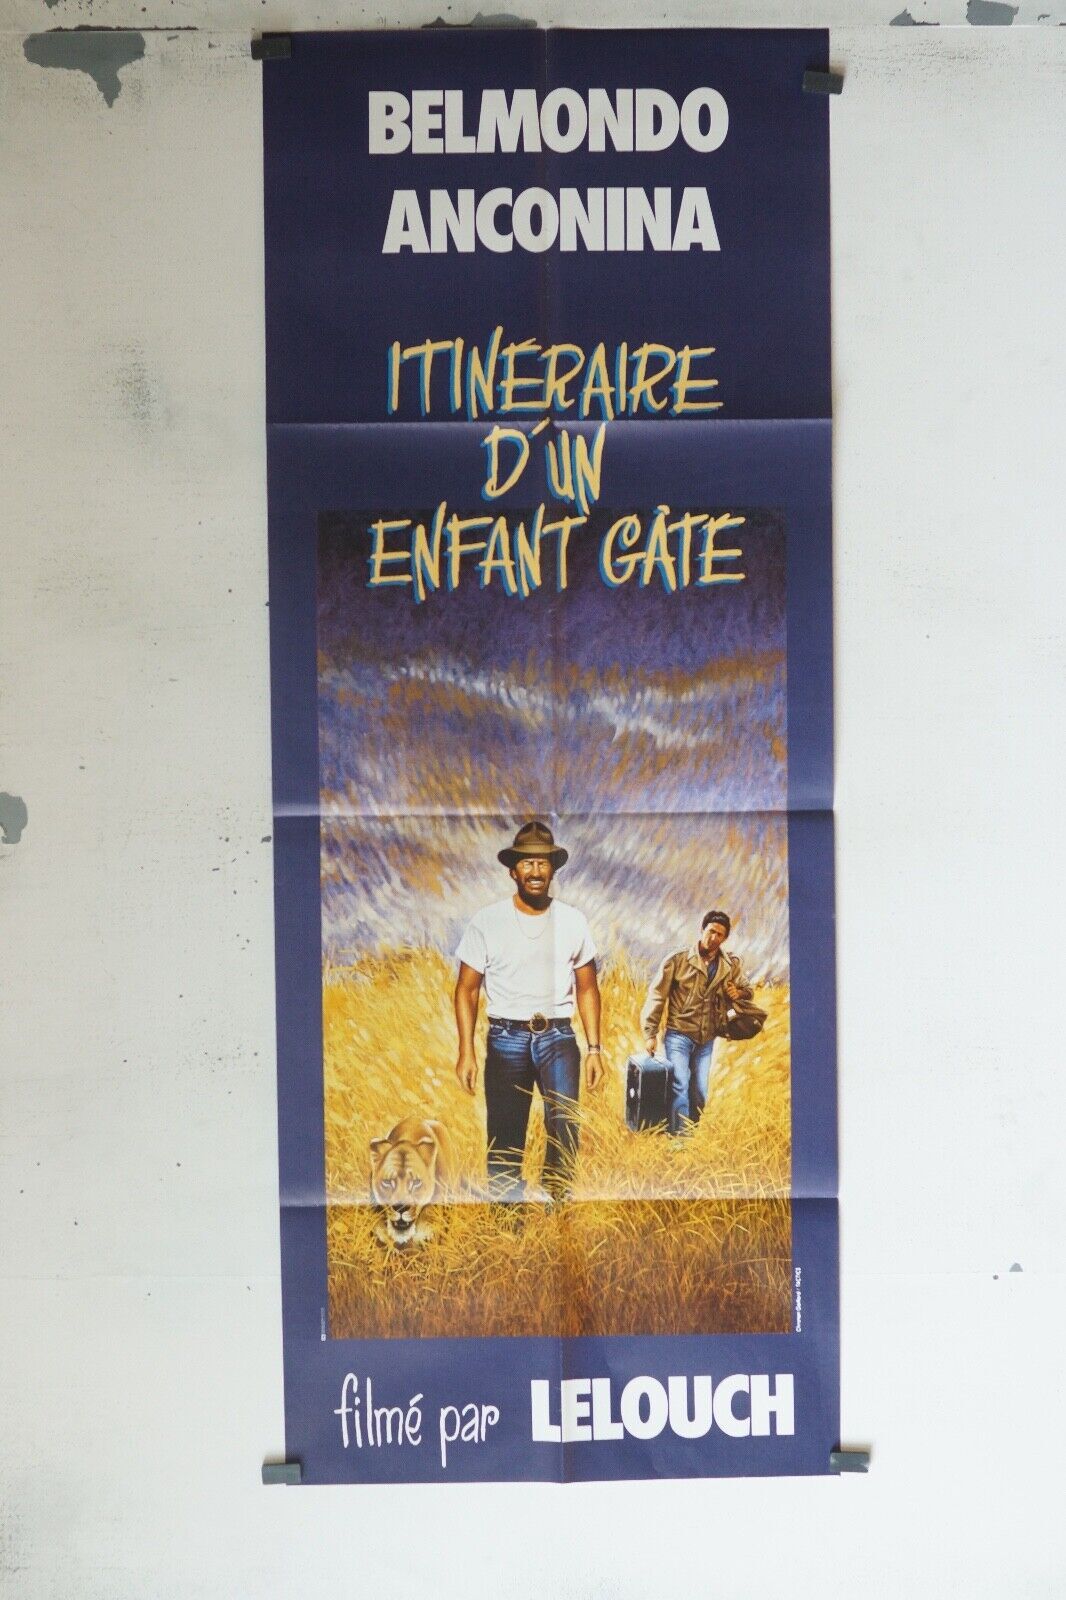 BELMONDO
ANCONINA
ITINÉRAIRE
D'UN
ENFANT GÂTÉ
filmé par LELOUCH